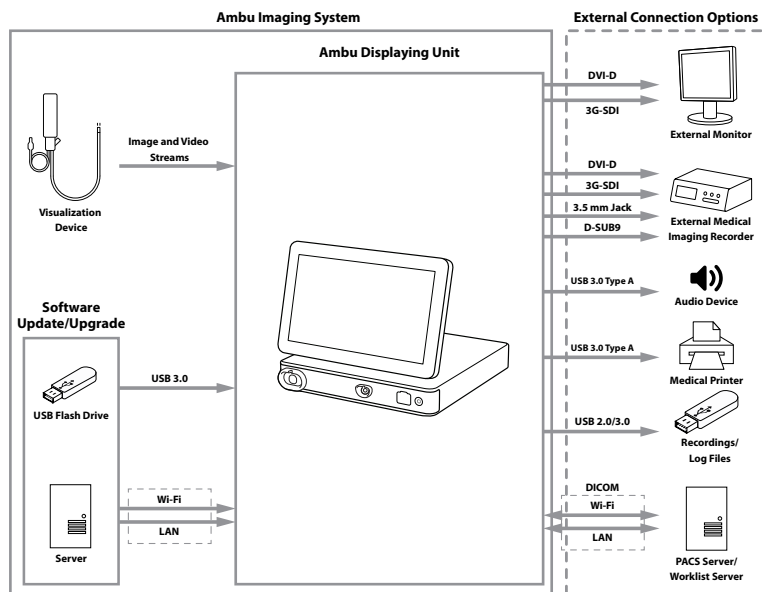 Ambu Imaging System
External Connection Options
Ambu Displaying Unit
Image and Video
Streams
Visualization
Device
Software
Update/Upgrade
USB Flash Drive
USB 3.0
Server
Wi-Fi
LAN
DVI-D
3G-SDI
External Monitor
DVI-D
3G-SDI
3.5 mm Jack
D-SUB9
External Medical
Imaging Recorder
USB 3.0 Type A
Audio Device
USB 3.0 Type A
Medical Printer
USB 2.0/3.0
Recordings/
Log Files
DICOM
Wi-Fi
LAN
PACS Server/
Worklist Server